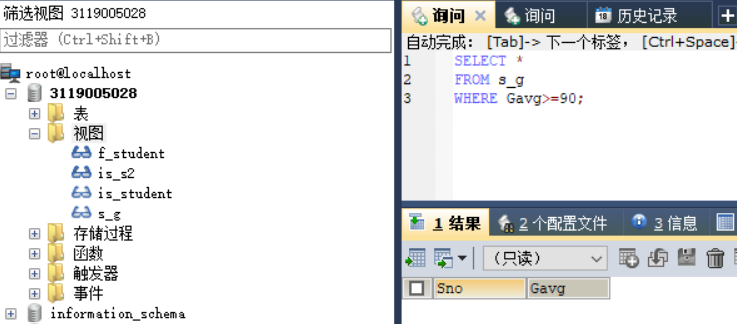 筛选视图 3119005028
过滤器 (Ctrl+Shift+B)
root@localhost
3119005028
表
视图
f_student
is_s2
is_student
s_g
存储过程
函数
触发器
事件
information_schema
询问
询问
历史记录
自动完成: [Tab]-> 下一个标签, [Ctrl+Space]-
1 SELECT *
2 FROM s_g
3 WHERE Gavg>=90;
1 结果
2 个配置文件
3 信息
(只读)
Sno Gavg